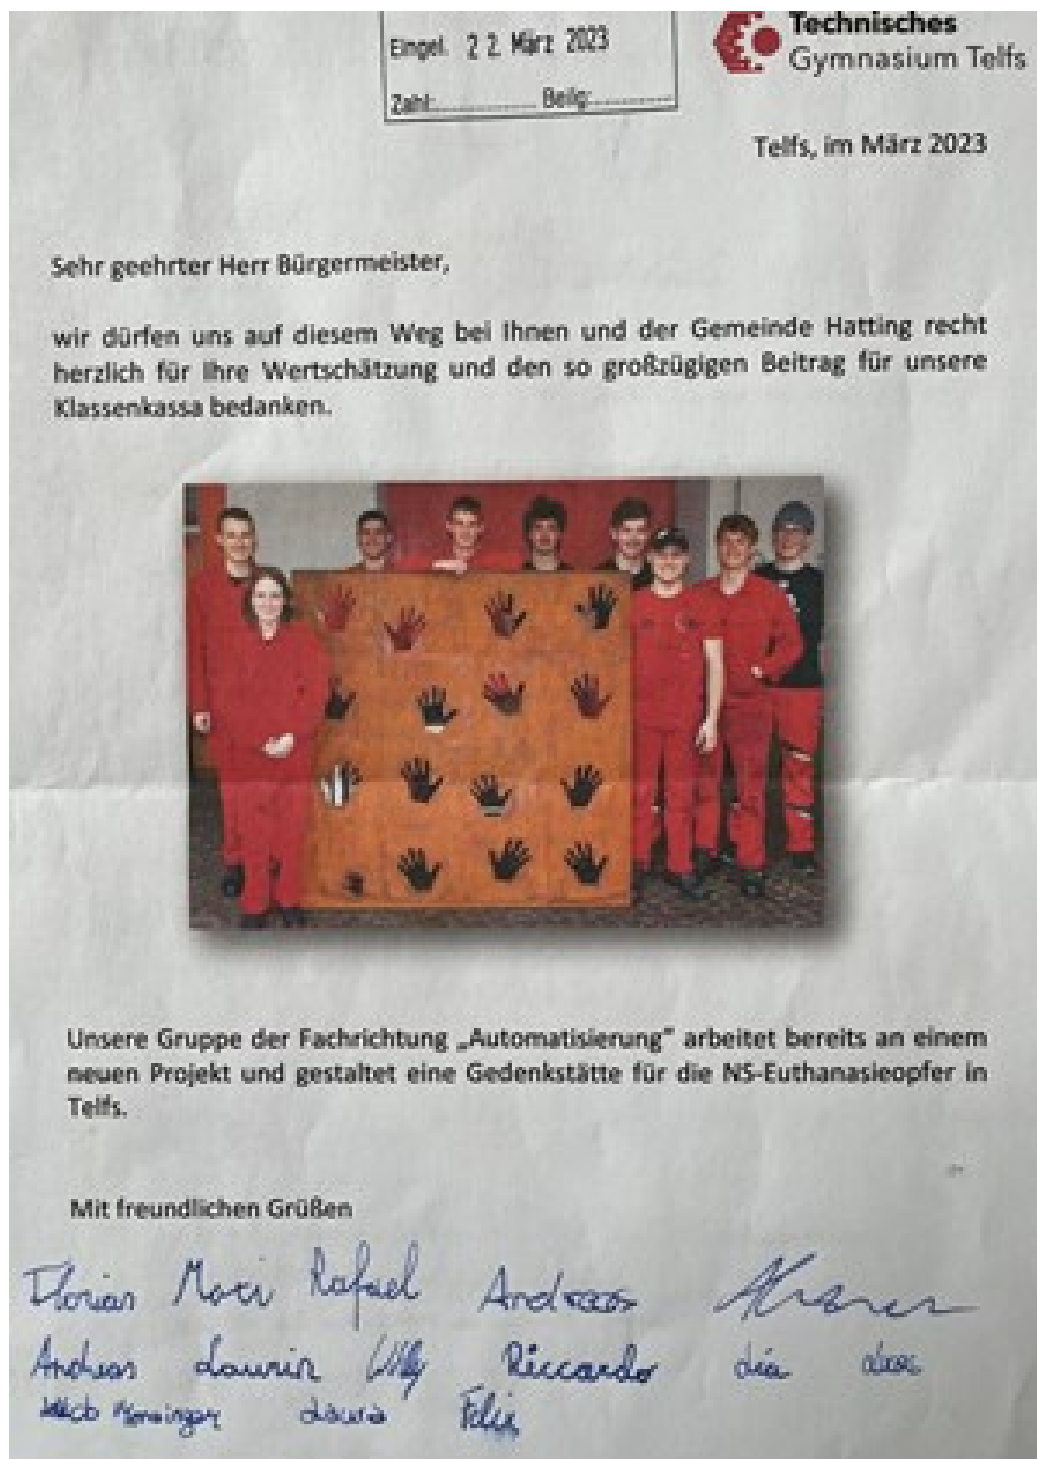 Eingel. 22. März 2023
Zahl: Beilg:
Technisches
Gymnasium Telfs
Telfs, im März 2023
Sehr geehrter Herr Bürgermeister,
wir dürfen uns auf diesem Weg bei Ihnen und der Gemeinde Hatting recht
herzlich für Ihre Wertschätzung und den so großzügigen Beitrag für unsere
Klassenkassa bedanken.
Unsere Gruppe der Fachrichtung „Automatisierung" arbeitet bereits an einem
neuen Projekt und gestaltet eine Gedenkstätte für die NS-Euthanasieopfer in
Telfs.
Mit freundlichen Grüßen
Florian Rafael Andreas
Andreas Laurin Willy Riccardo
Laura Felix